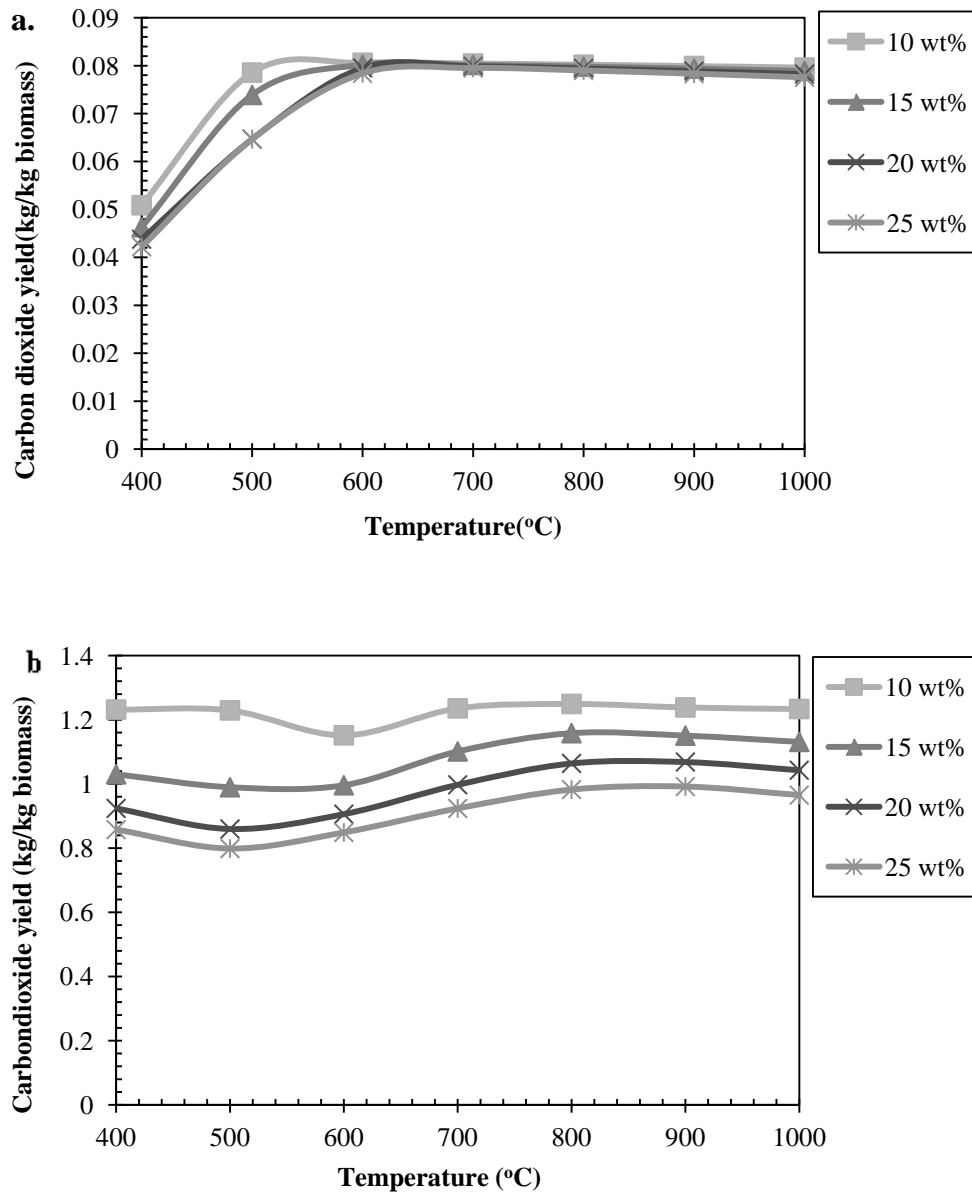 a.
0.09
0.08
0.07
0.06
0.05
0.04
0.03
0.02
0.01
0
Carbon dioxide yield(kg/kg biomass)
400 500 600 700 800 900 1000
Temperature(°C)
10 wt%
15 wt%
20 wt%
25 wt%
b
1.4
1.2
1
0.8
0.6
0.4
0.2
0
Carbondioxide yield (kg/kg biomass)
400 500 600 700 800 900 1000
Temperature (°C)
10 wt%
15 wt%
20 wt%
25 wt%